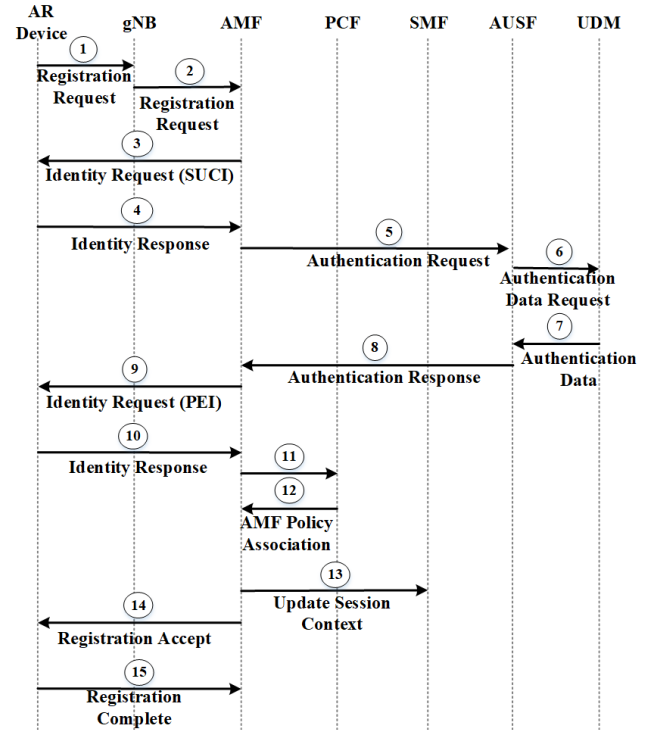 AR Device
gNB
AMF
PCF
SMF
AUSF
UDM
1
Registration
Request
2
Registration
Request
3
Identity Request (SUCI)
4
Identity Response
5
Authentication Request
6
Authentication
Data Request
7
Authentication
Data
8
Authentication Response
9
Identity Request (PEI)
10
Identity Response
11
12
AMF Policy
Association
13
Update Session
Context
14
Registration Accept
15
Registration
Complete